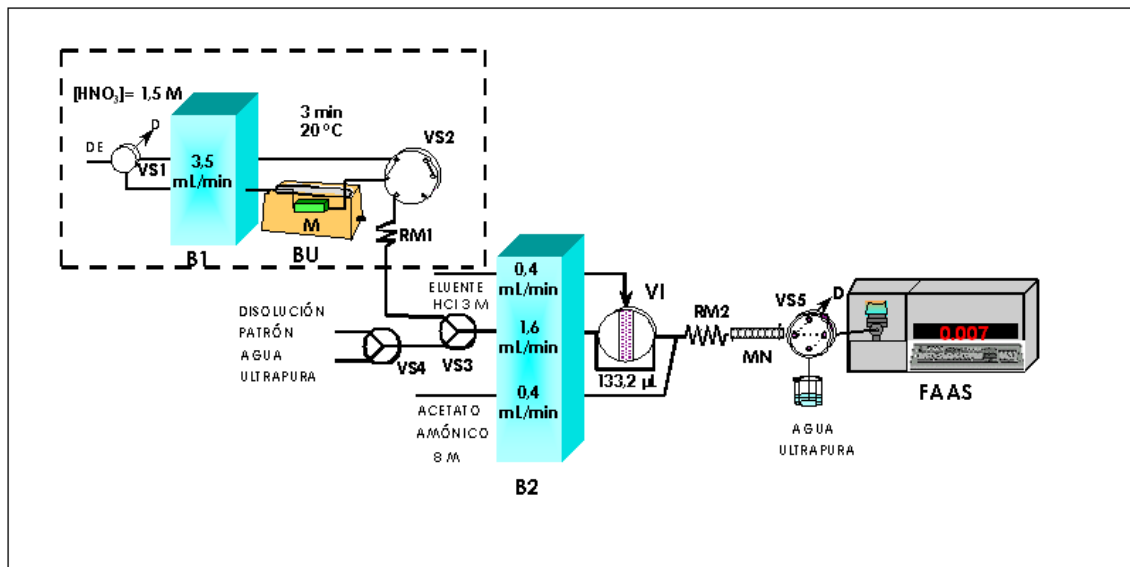 [HNO3]= 1,5 M
3 min
20 ºC
DE
D
VS1
3,5
mL/min
VS2
M
B1
BU
RM1
ELUENTE
HCl 3 M
0,4
mL/min
VI
DISOLUCIÓN
PATRÓN
AGUA
ULTRAPURA
VS4
VS3
1,6
mL/min
133,2 µL
RM2
MN
VS5
D
0.007
FAAS
ACETATO
AMÓNICO
8 M
0,4
mL/min
AGUA
ULTRAPURA
B2